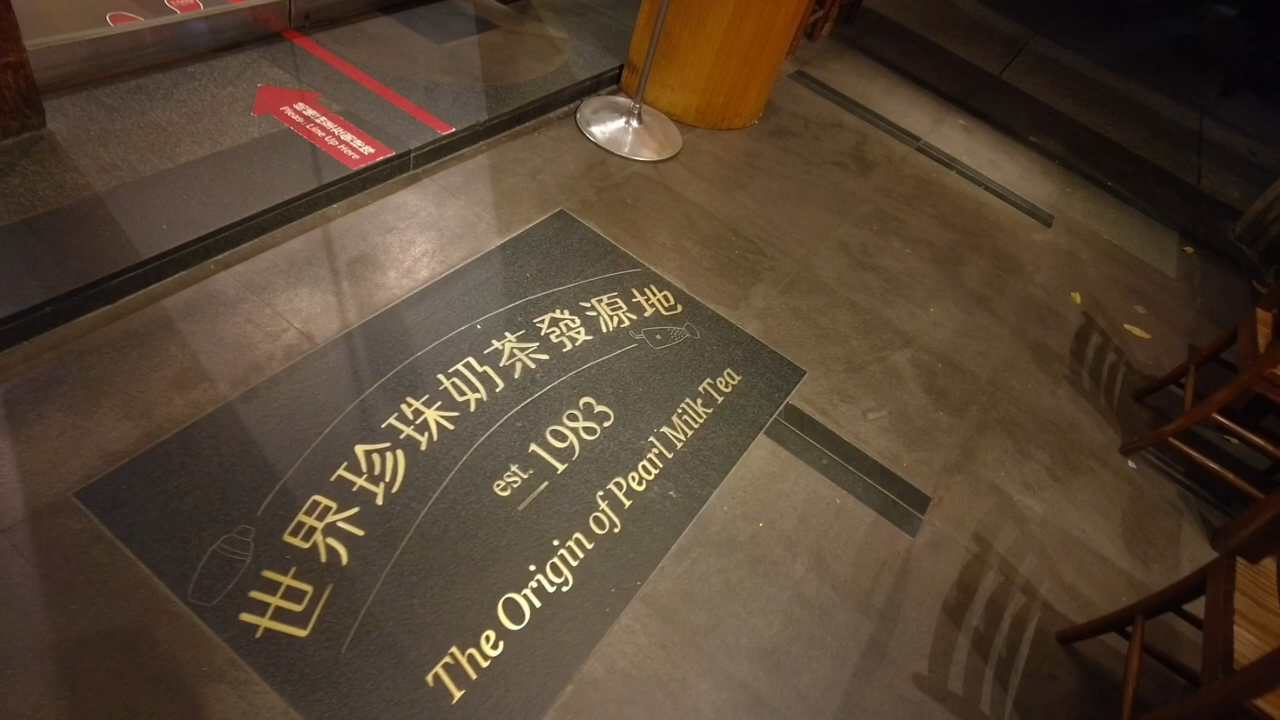 Please Line Up Here
世界珍珠奶茶發源地
est. 1983
The Origin of Pearl Milk Tea